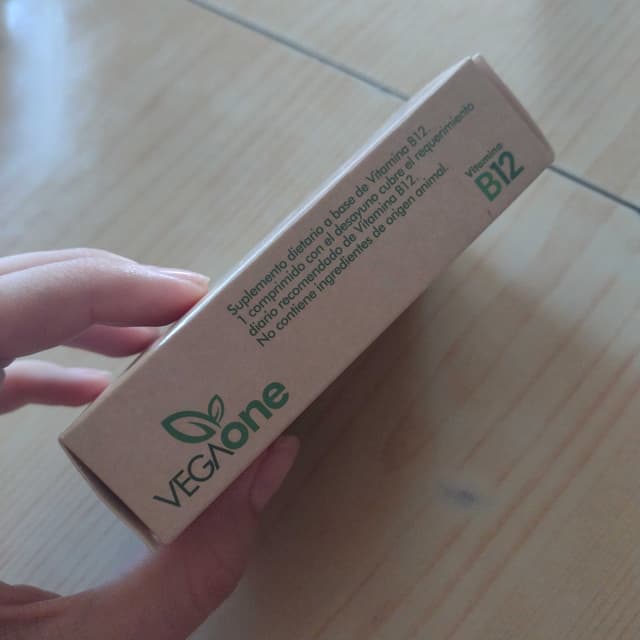 Suplemento dietario a base de Vitamina B12.
1 comprimido con el desayuno cubre el requerimiento
diario recomendado de Vitamina B12.
No contiene ingredientes de origen animal.
Vitamina
B12
VEGAone